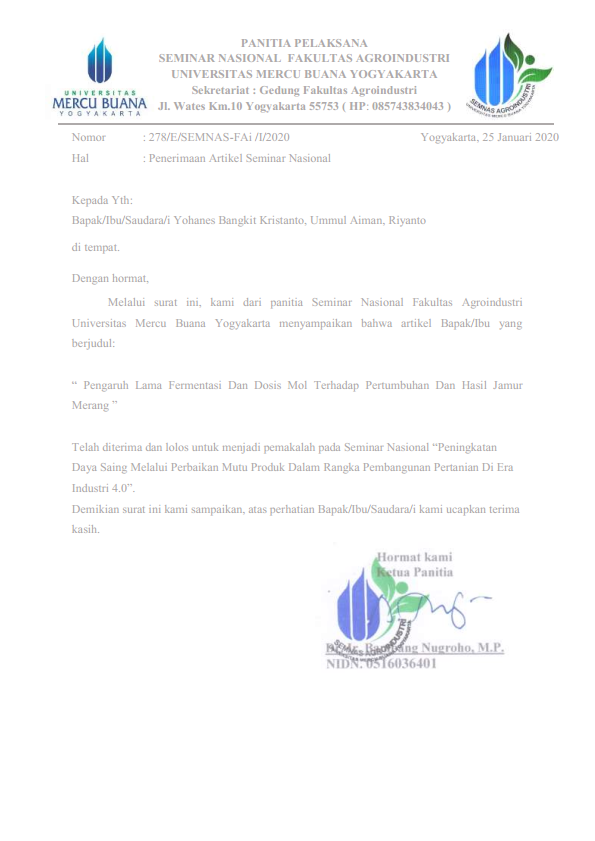 UNIVERSITAS
MERCU BUANA
YOGYAKARTA
PANITIA PELAKSANA
SEMINAR NASIONAL FAKULTAS AGROINDUSTRI
UNIVERSITAS MERCU BUANA YOGYAKARTA
Sekretariat : Gedung Fakultas Agroindustri
Jl. Wates Km.10 Yogyakarta 55753 ( HP: 085743834043 )
SEMNAS AGROINDUSTRI
UNIVERSITAS MERCU BUANA YOGYAKARTA
Nomor : 278/E/SEMNAS-FAi /I/2020 Yogyakarta, 25 Januari 2020
Hal : Penerimaan Artikel Seminar Nasional
Kepada Yth:
Bapak/Ibu/Saudara/i Yohanes Bangkit Kristanto, Ummul Aiman, Riyanto
di tempat.
Dengan hormat,
Melalui surat ini, kami dari panitia Seminar Nasional Fakultas Agroindustri
Universitas Mercu Buana Yogyakarta menyampaikan bahwa artikel Bapak/Ibu yang
berjudul:
“ Pengaruh Lama Fermentasi Dan Dosis Mol Terhadap Pertumbuhan Dan Hasil Jamur
Merang ”
Telah diterima dan lolos untuk menjadi pemakalah pada Seminar Nasional “Peningkatan
Daya Saing Melalui Perbaikan Mutu Produk Dalam Rangka Pembangunan Pertanian Di Era
Industri 4.0”.
Demikian surat ini kami sampaikan, atas perhatian Bapak/Ibu/Saudara/i kami ucapkan terima
kasih.
Hormat kami
Ketua Panitia
SEMNAS AGROINDUSTRI
Nugroho, M.P.
NIDN. 0516036401